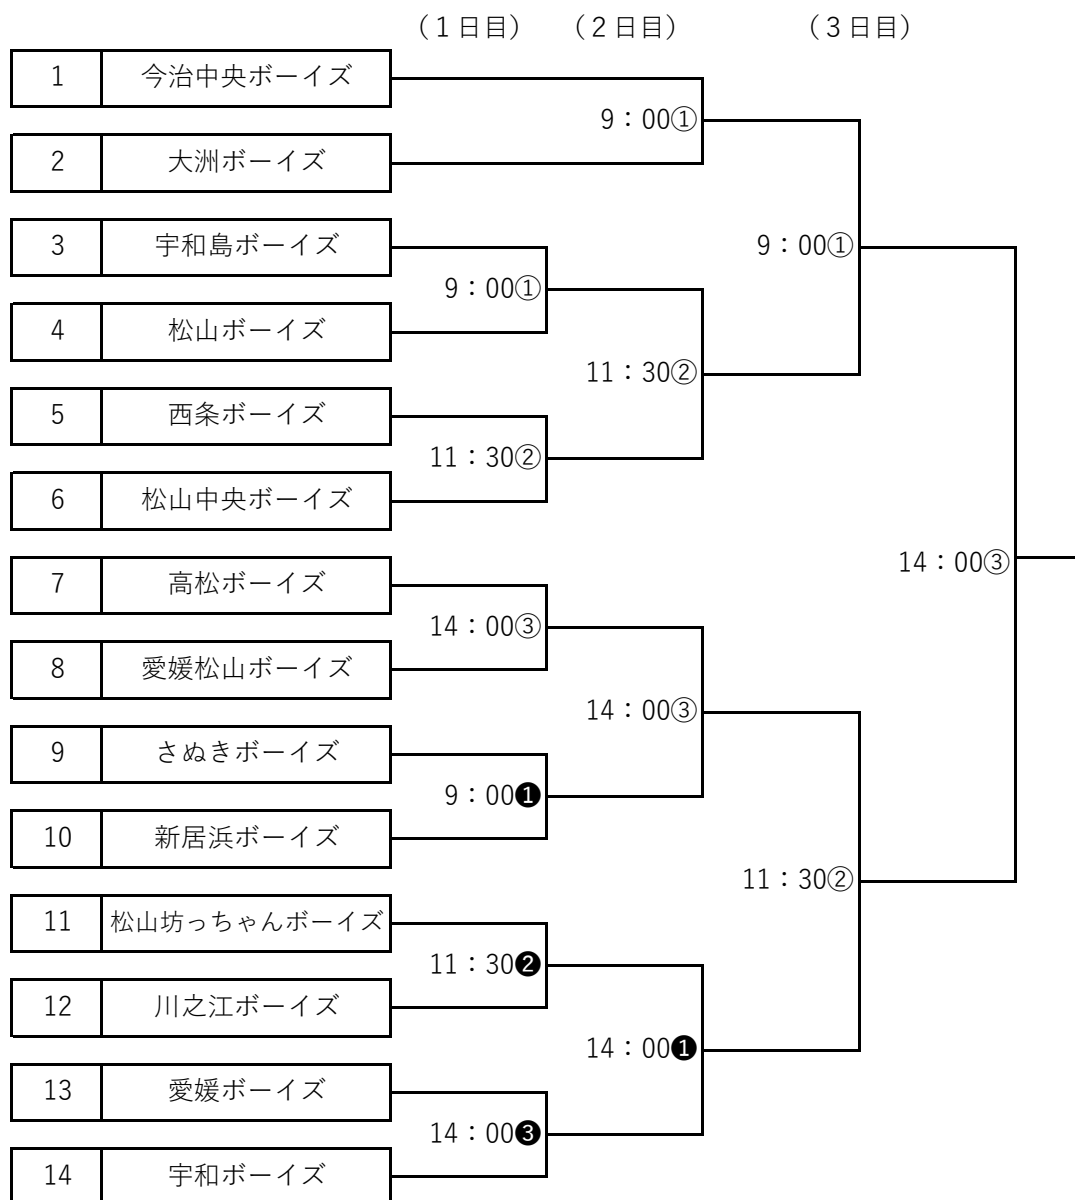 （１日目） （２日目） （３日目）
1 今治中央ボーイズ
9：00①
2 大洲ボーイズ
3 宇和島ボーイズ
9：00①
9：00①
4 松山ボーイズ
11：30②
5 西条ボーイズ
11：30②
6 松山中央ボーイズ
14：00③
7 高松ボーイズ
14：00③
8 愛媛松山ボーイズ
14：00③
9 さぬきボーイズ
9：00❶
10 新居浜ボーイズ
11：30②
11 松山坊っちゃんボーイズ
11：30❷
12 川之江ボーイズ
14：00❶
13 愛媛ボーイズ
14：00❸
14 宇和ボーイズ